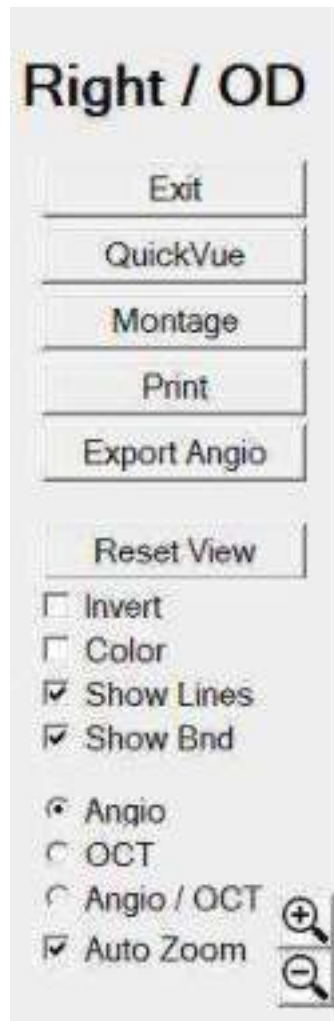 Right / OD
Exit
QuickVue
Montage
Print
Export Angio
Reset View
Invert
Color
Show Lines
Show Bnd
Angio
OCT
Angio / OCT
Auto Zoom